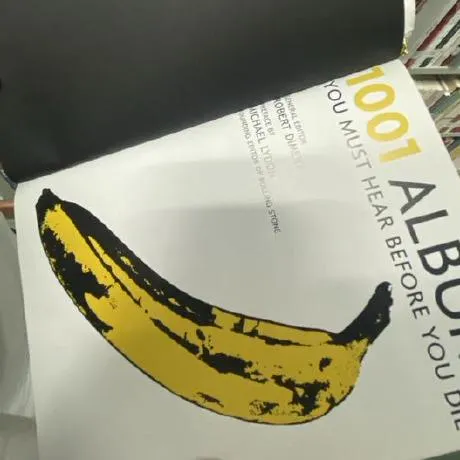 1001 ALBUM
YOU MUST HEAR BEFORE YOU DIE
GENERAL EDITOR
ROBERT DIMERY
PREFACE BY
MICHAEL LYDON
FOUNDING EDITOR OF ROLLING STONE